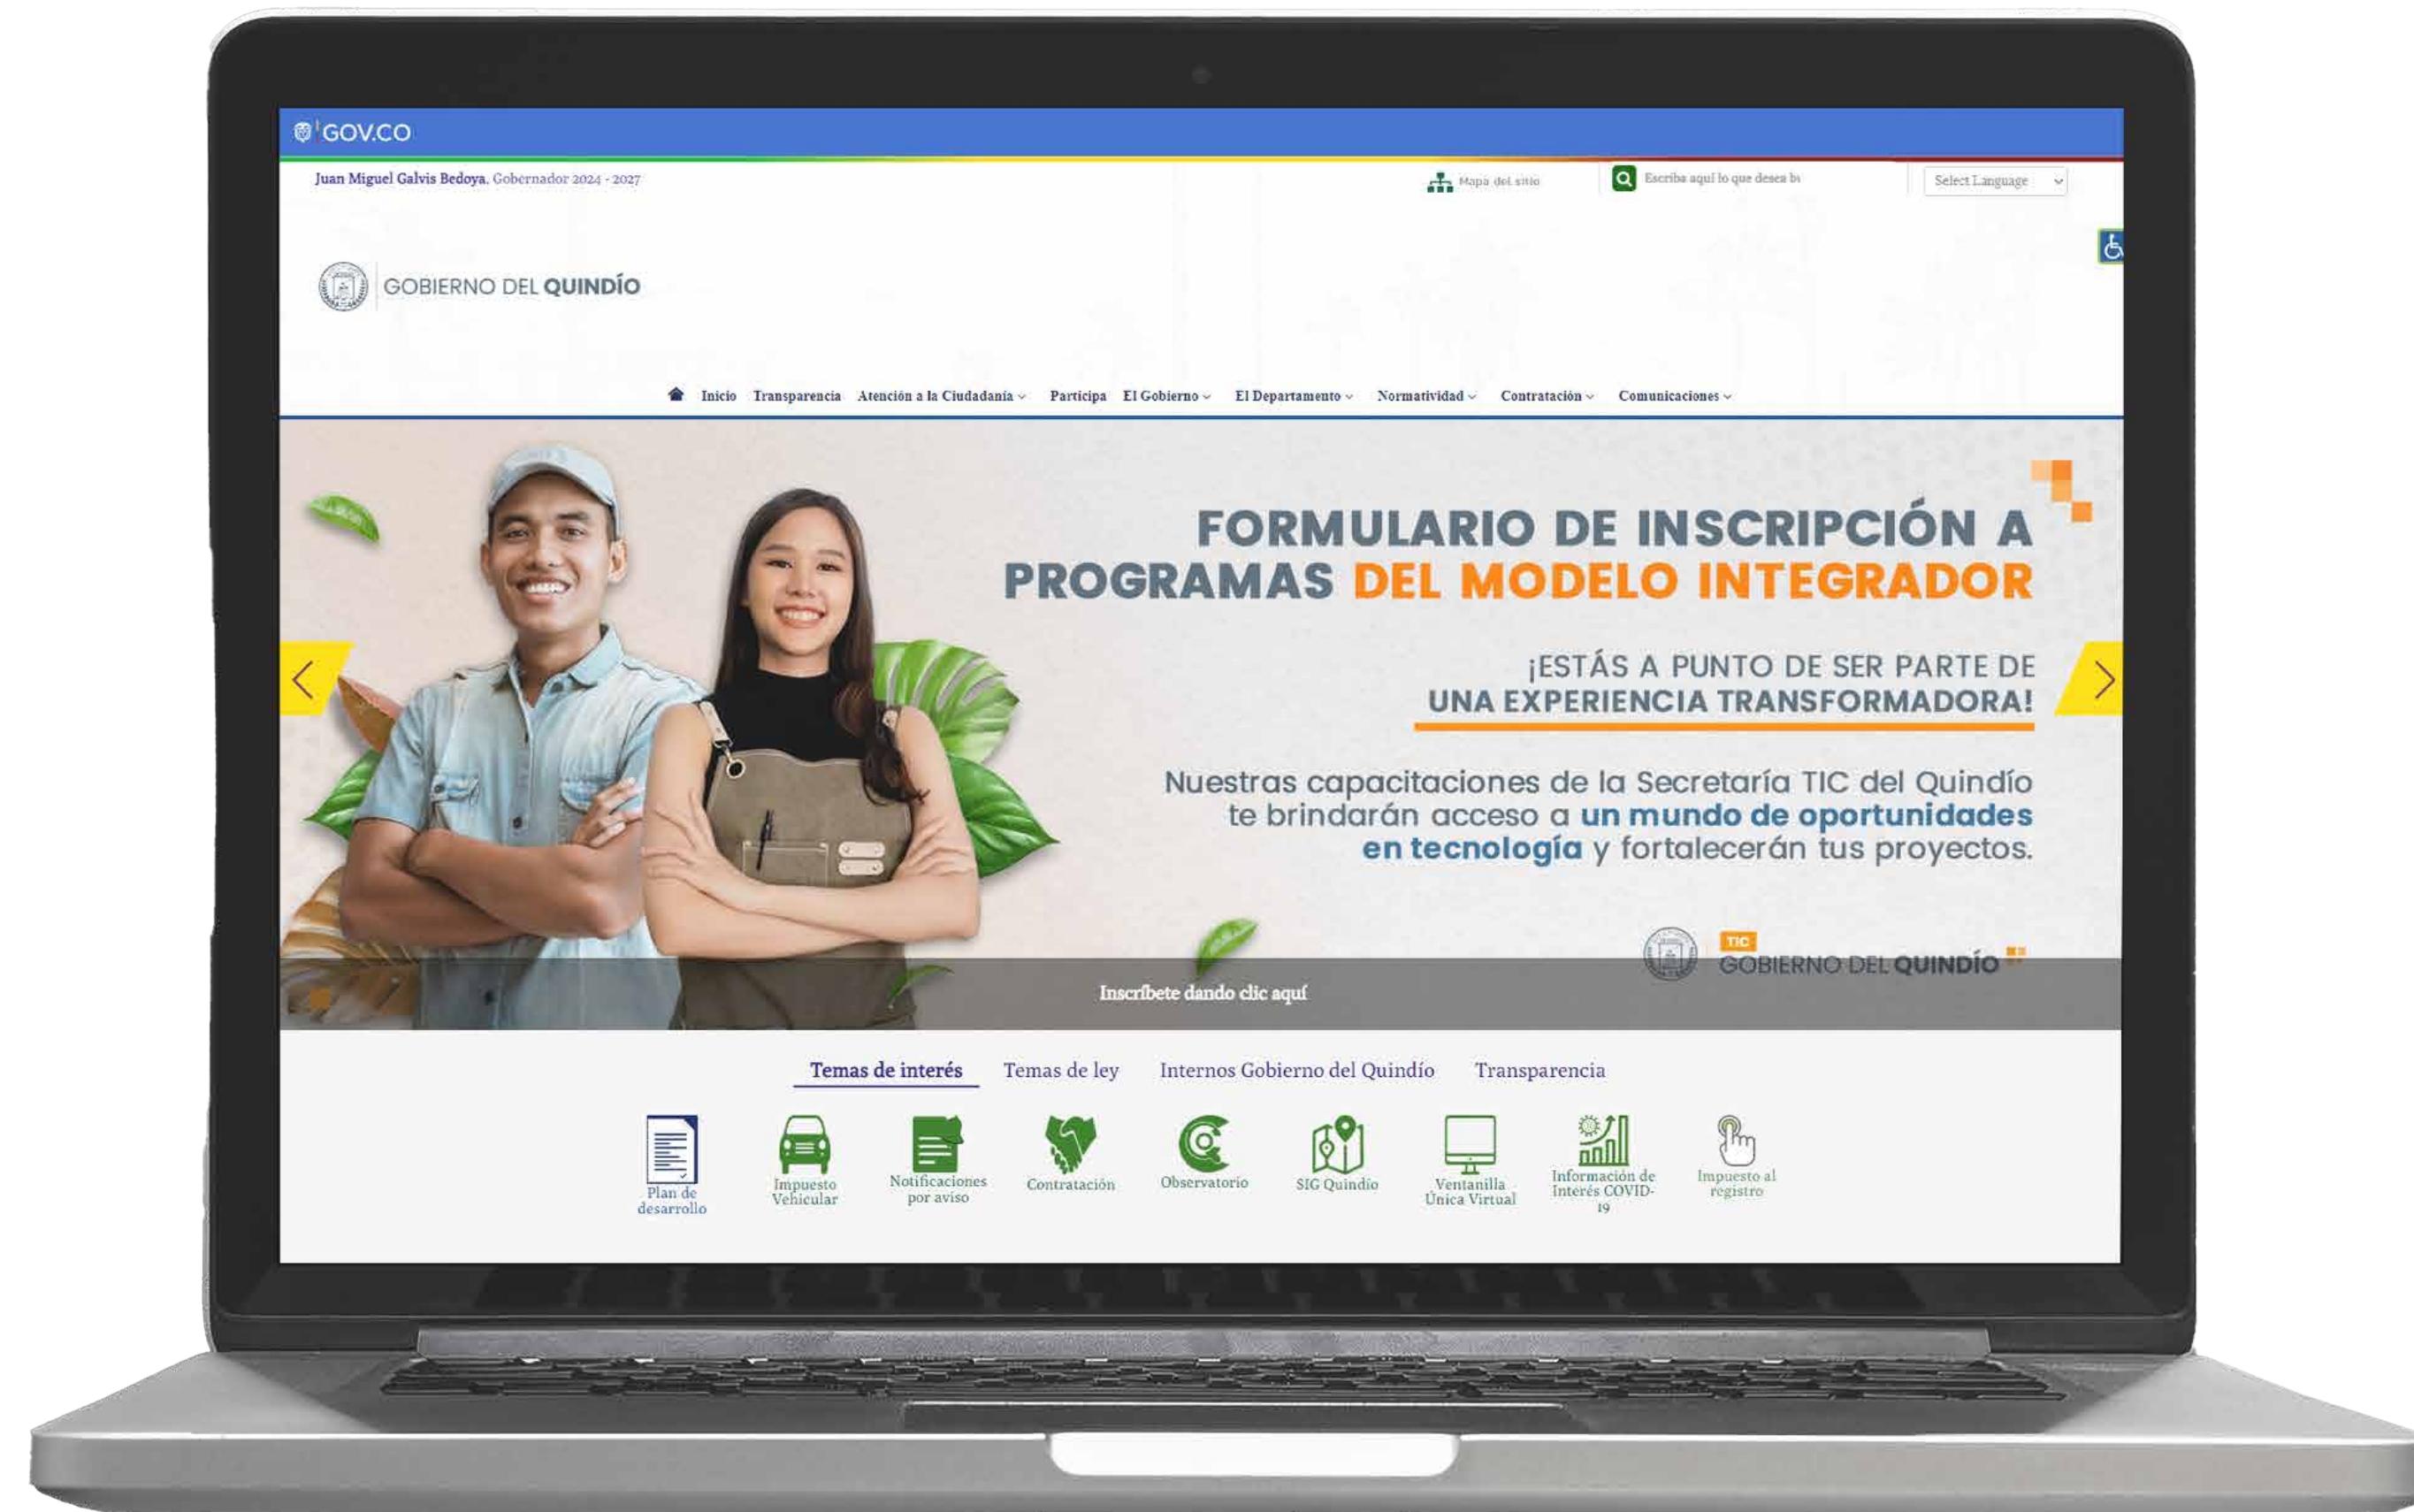 GOV.CO
Juan Miguel Galvis Bedoya, Gobernador 2024 - 2027
Mapa del sitio
Escriba aquí lo que desea bu
Select Language
GOBIERNO DEL QUINDÍO
Inicio Transparencia Atención a la Ciudadanía Participa El Gobierno El Departamento Normatividad Contratación Comunicaciones
FORMULARIO DE INSCRIPCIÓN A
PROGRAMAS DEL MODELO INTEGRADOR
¡ESTÁS A PUNTO DE SER PARTE DE
UNA EXPERIENCIA TRANSFORMADORA!
Nuestras capacitaciones de la Secretaría TIC del Quindío
te brindarán acceso a un mundo de oportunidades
en tecnología y fortalecerán tus proyectos.
TIC
GOBIERNO DEL QUINDÍO
Inscríbete dando clic aquí
Temas de interés Temas de ley Internos Gobierno del Quindío Transparencia
Plan de
desarrollo
Impuesto
Vehicular
Notificaciones
por aviso
Contratación
Observatorio
SIG Quindío
Ventanilla
Única Virtual
Información de
Interés COVID-
19
Impuesto al
registro